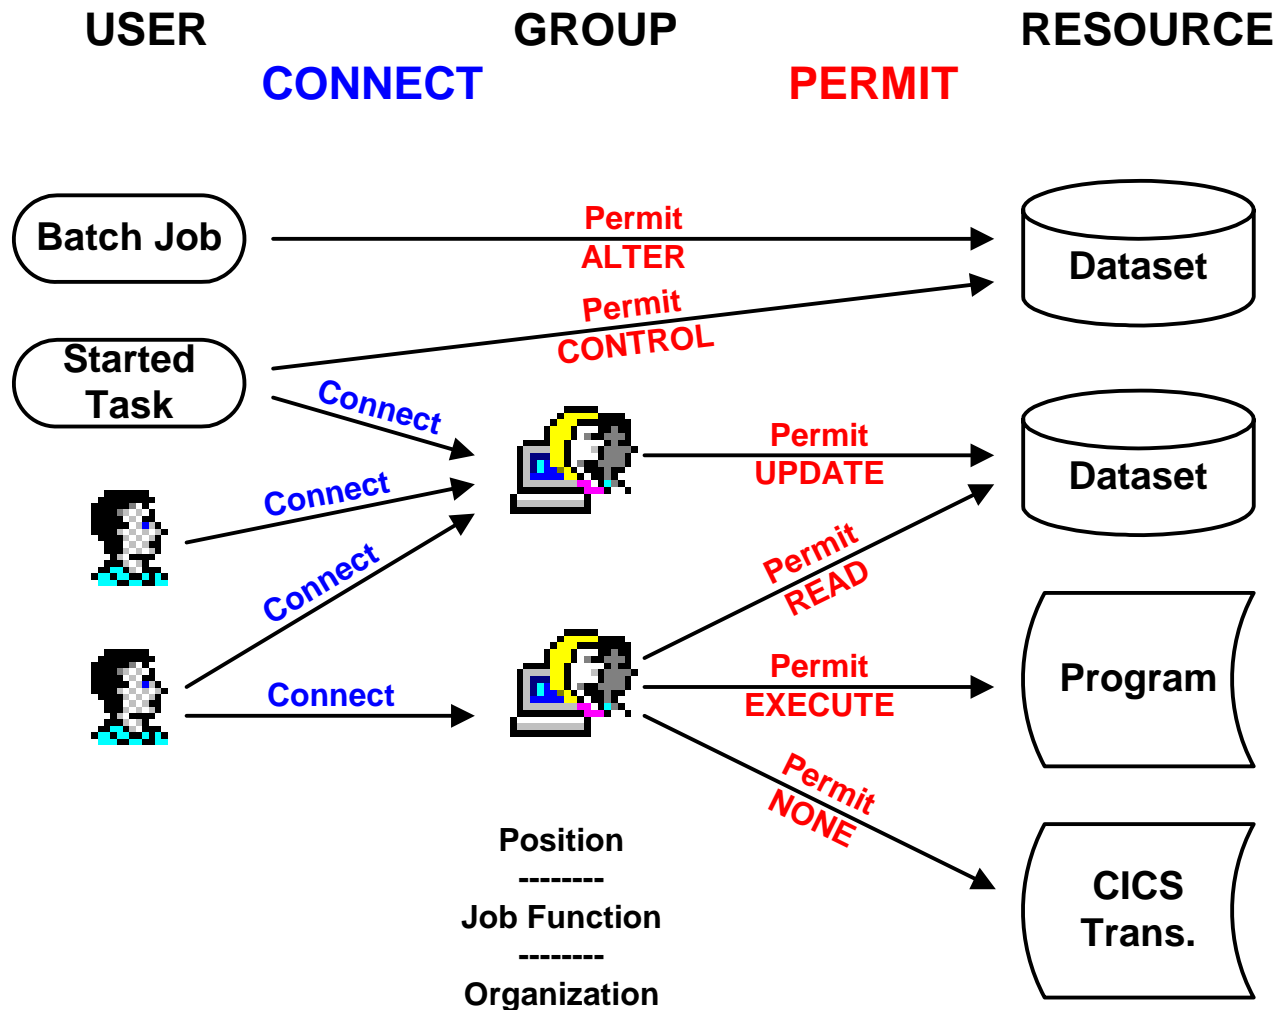 USER GROUP RESOURCE
CONNECT PERMIT
Batch Job
Permit
ALTER
Dataset
Permit
CONTROL
Started
Task
Connect
Permit
UPDATE
Dataset
Connect
Connect
Permit
READ
Connect
Permit
EXECUTE
Program
Permit
NONE
Position
--------
Job Function
--------
Organization
CICS
Trans.